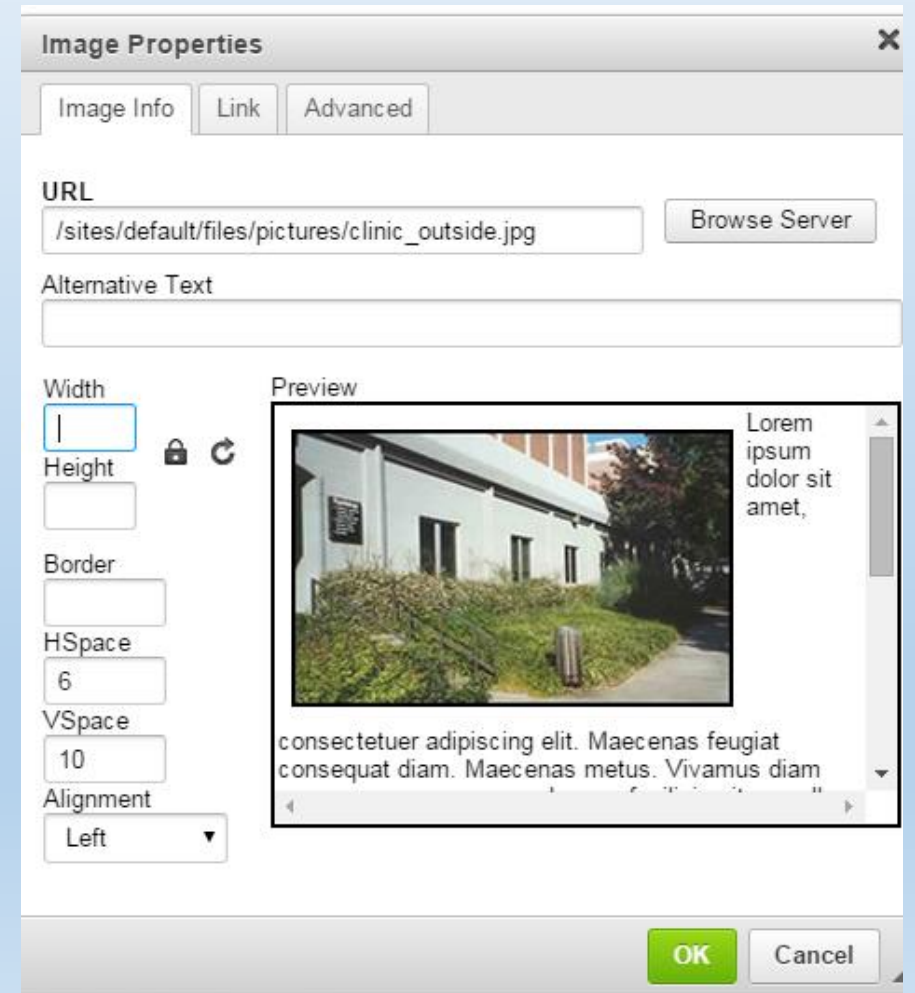 Image Properties
Image Info
Link
Advanced
URL
/sites/default/files/pictures/clinic_outside.jpg
Browse Server
Alternative Text
Width
Height
Border
HSpace
6
VSpace
10
Alignment
Left
Preview
Lorem
ipsum
dolor sit
amet,
consectetuer adipiscing elit. Maecenas feugiat
consequat diam. Maecenas metus. Vivamus diam
OK
Cancel